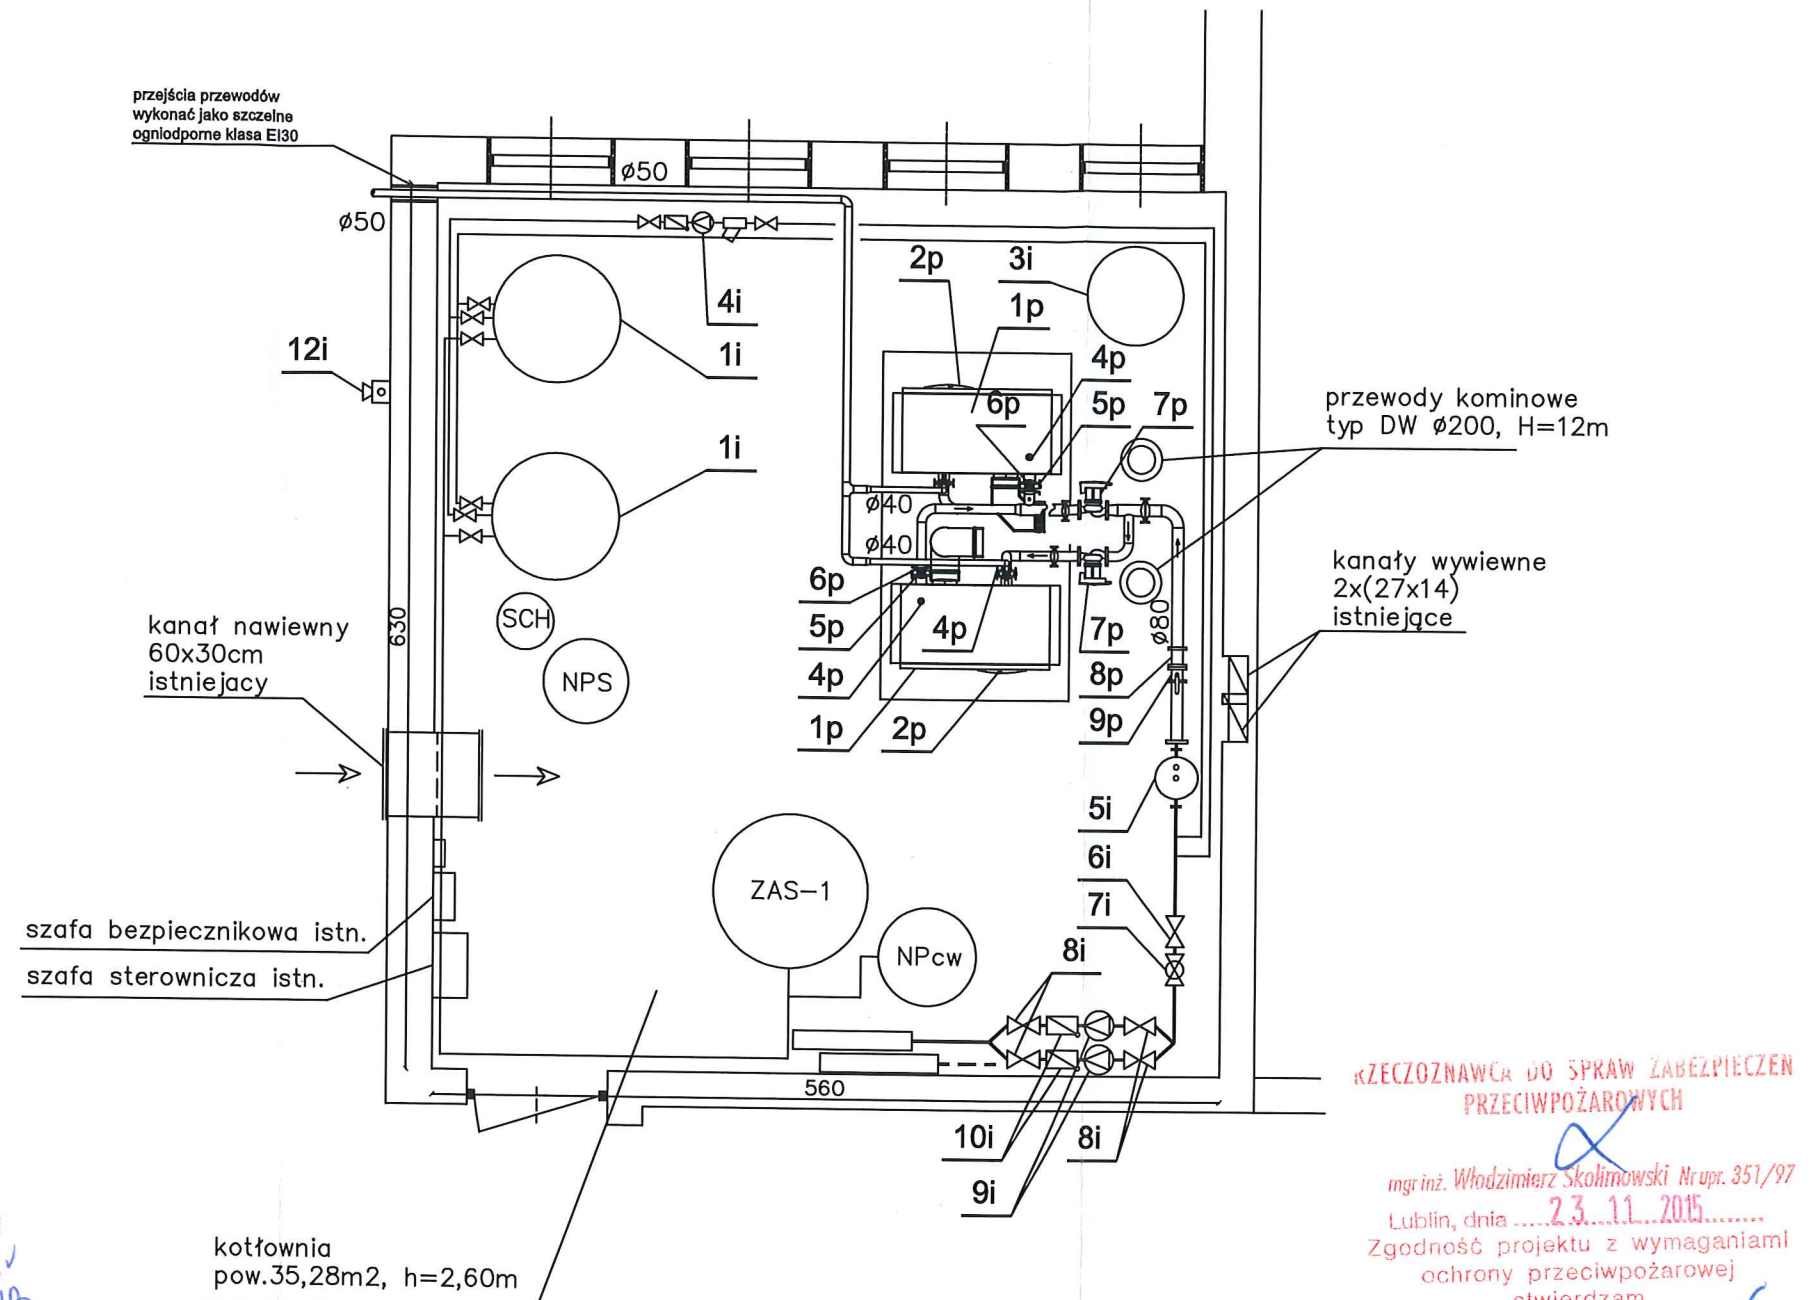 przejścia przewodów
wykonać jako szczelne
ogniodporne klasa EI30
ø50
ø50
2p
3i
1p
4i
12i
1i
4p
6p
5p
7p
przewody kominowe
typ DW ø200, H=12m
1i
ø40
ø40
kanały wywiewne
2x(27x14)
istniejące
6p
SCH
5p
4p
7p
ø80
630
kanał nawiewny
60x30cm
istniejacy
NPS
4p
8p
1p
2p
9p
5i
6i
ZAS-1
7i
szafa bezpiecznikowa istn.
NPcw
8i
szafa sterownicza istn.
560
10i
8i
9i
RZECZOZNAWCA DO SPRAW ZABEZPIECZEŃ
PRZECIWPOŻAROWYCH
mgr inż. Włodzimierz Skolimowski Nr upr. 351/97
Lublin, dnia .....23. 11. 2015........
Zgodność projektu z wymaganiami
ochrony przeciwpożarowej
kotłownia
pow.35,28m2, h=2,60m